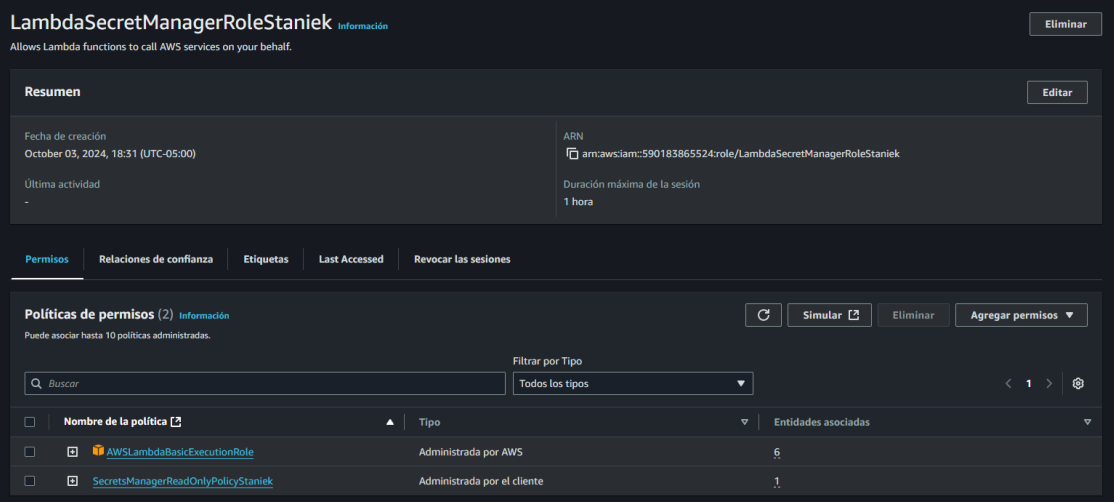 LambdaSecretManagerRoleStaniek Información
Eliminar
Allows Lambda functions to call AWS services on your behalf.
Resumen
Editar
Fecha de creación
October 03, 2024, 18:31 (UTC-05:00)
ARN
arn:aws:iam::590183865524:role/LambdaSecretManagerRoleStaniek
Última actividad
-
Duración máxima de la sesión
1 hora
Permisos Relaciones de confianza Etiquetas Last Accessed Revocar las sesiones
Políticas de permisos (2) Información
Simular Eliminar Agregar permisos
Puede asociar hasta 10 políticas administradas.
Filtrar por Tipo
Buscar Todos los tipos 1
Nombre de la política Tipo Entidades asociadas
AWSLambdaBasicExecutionRole Administrada por AWS 6
SecretsManagerReadOnlyPolicyStaniek Administrada por el cliente 1